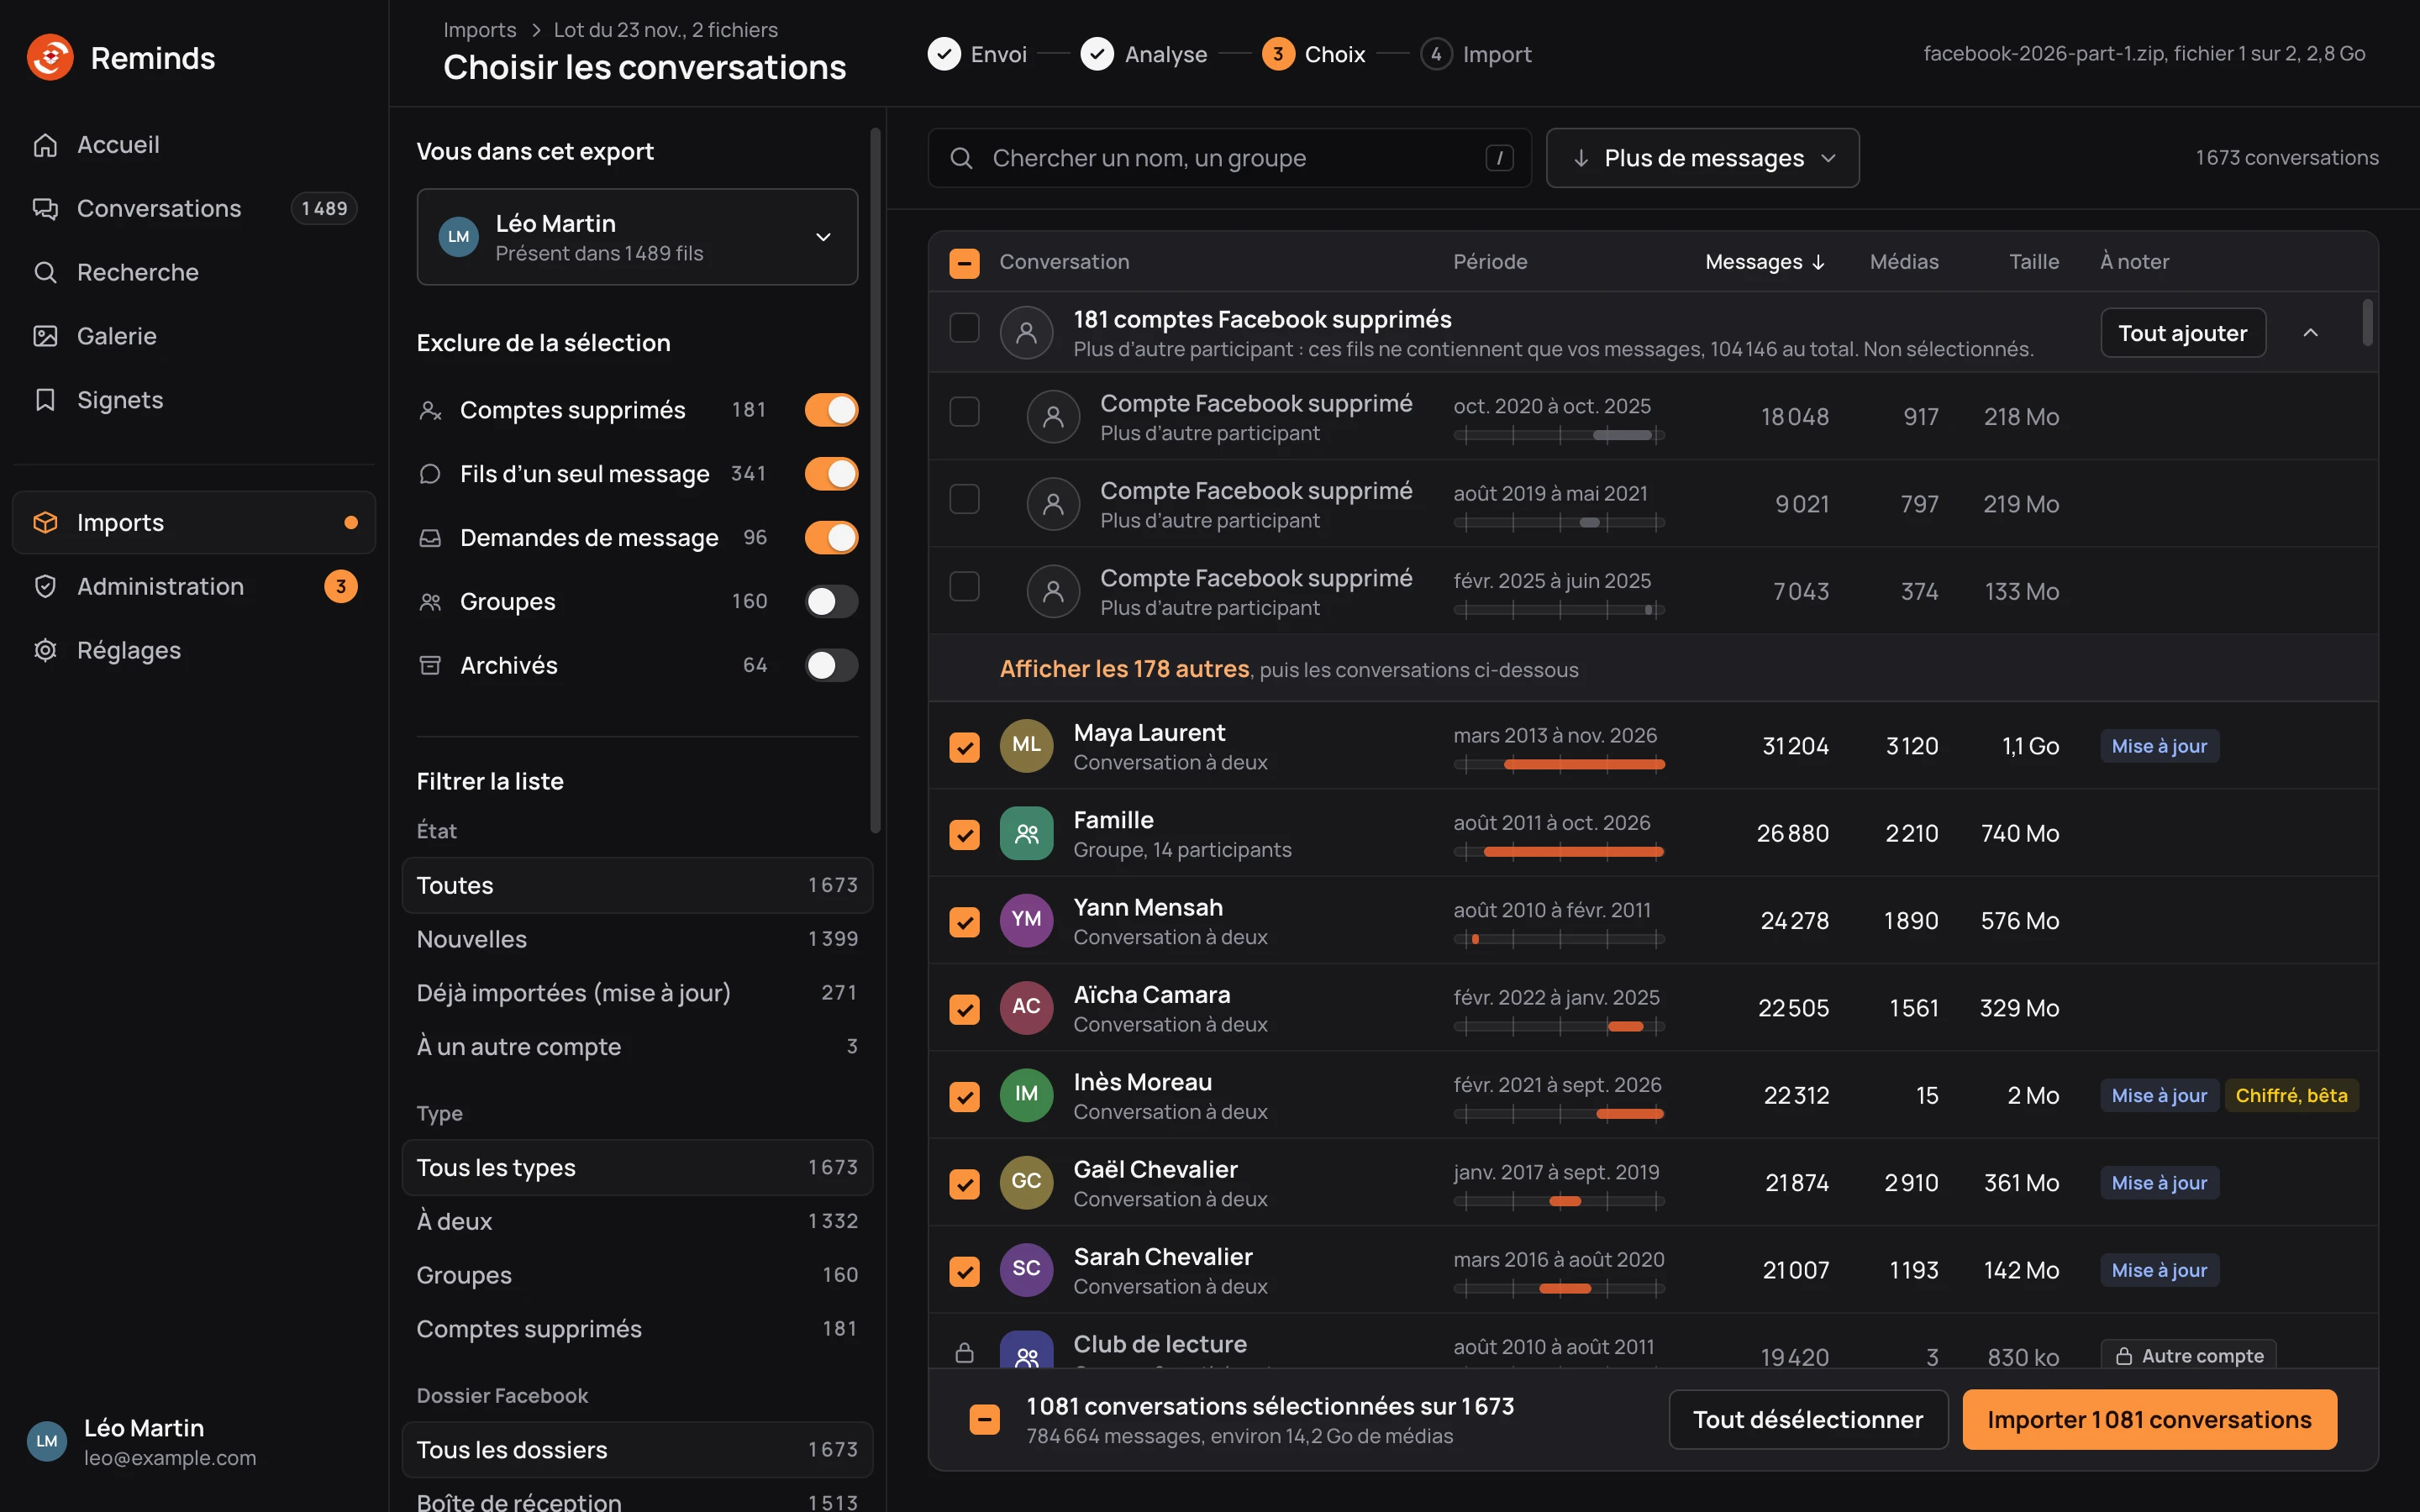 Reminds
Accueil
Conversations 1 489
Recherche
Galerie
Signets
Imports
Administration 3
Réglages
LM
Léo Martin
leo@example.com
Imports > Lot du 23 nov., 2 fichiers
Choisir les conversations
Envoi
Analyse
3 Choix
4 Import
facebook-2026-part-1.zip, fichier 1 sur 2, 2,8 Go
Vous dans cet export
LM
Léo Martin
Présent dans 1 489 fils
Exclure de la sélection
Comptes supprimés 181
Fils d’un seul message 341
Demandes de message 96
Groupes 160
Archivés 64
Filtrer la liste
État
Toutes 1 673
Nouvelles 1 399
Déjà importées (mise à jour) 271
À un autre compte 3
Type
Tous les types 1 673
À deux 1 332
Groupes 160
Comptes supprimés 181
Dossier Facebook
Tous les dossiers 1 673
Boîte de réception 1 513
Chercher un nom, un groupe /
Plus de messages
1 673 conversations
Conversation Période Messages Médias Taille À noter
181 comptes Facebook supprimés
Plus d’autre participant : ces fils ne contiennent que vos messages, 104 146 au total. Non sélectionnés.
Tout ajouter
Compte Facebook supprimé
Plus d’autre participant
oct. 2020 à oct. 2025
18 048 917 218 Mo
Compte Facebook supprimé
Plus d’autre participant
août 2019 à mai 2021
9 021 797 219 Mo
Compte Facebook supprimé
Plus d’autre participant
févr. 2025 à juin 2025
7 043 374 133 Mo
Afficher les 178 autres, puis les conversations ci-dessous
ML
Maya Laurent
Conversation à deux
mars 2013 à nov. 2026
31 204 3 120 1,1 Go Mise à jour
Famille
Groupe, 14 participants
août 2011 à oct. 2026
26 880 2 210 740 Mo
YM
Yann Mensah
Conversation à deux
août 2010 à févr. 2011
24 278 1 890 576 Mo
AC
Aïcha Camara
Conversation à deux
févr. 2022 à janv. 2025
22 505 1 561 329 Mo
IM
Inès Moreau
Conversation à deux
févr. 2021 à sept. 2026
22 312 15 2 Mo Mise à jour Chiffré, bêta
GC
Gaël Chevalier
Conversation à deux
janv. 2017 à sept. 2019
21 874 2 910 361 Mo Mise à jour
SC
Sarah Chevalier
Conversation à deux
mars 2016 à août 2020
21 007 1 193 142 Mo Mise à jour
Club de lecture
août 2010 à août 2011
19 420 3 830 ko Autre compte
1 081 conversations sélectionnées sur 1 673
784 664 messages, environ 14,2 Go de médias
Tout désélectionner
Importer 1 081 conversations